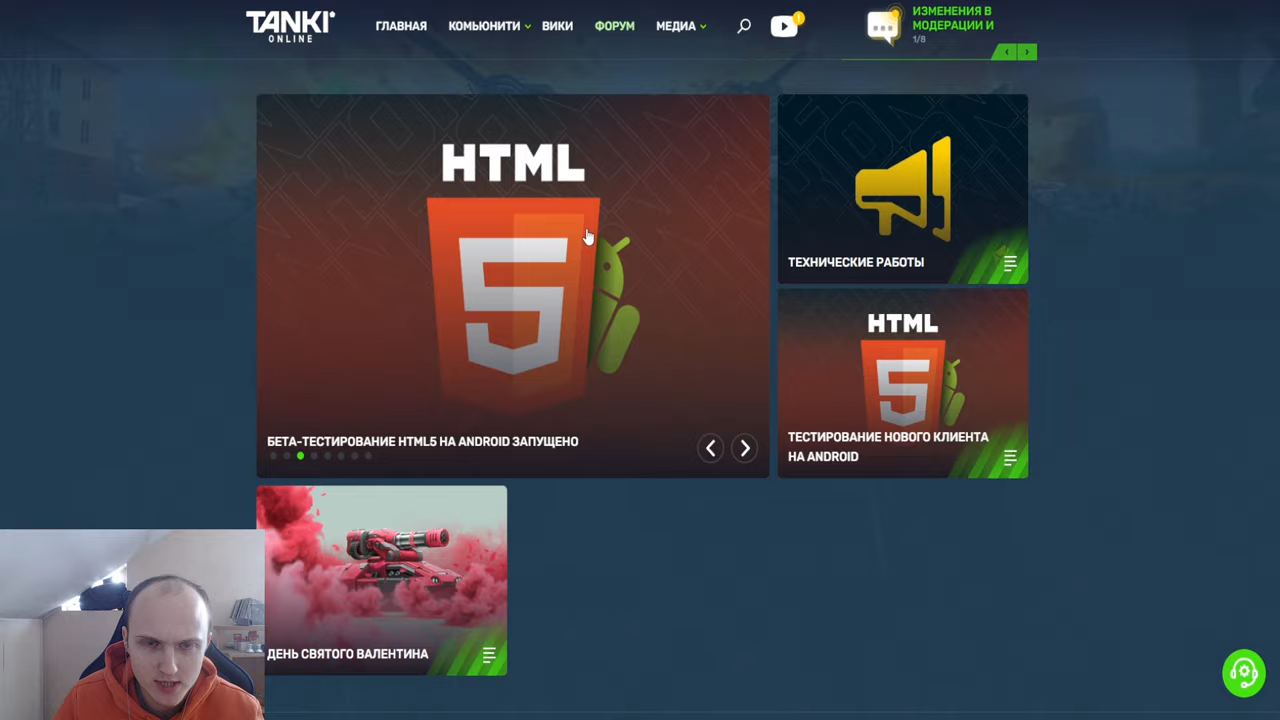 TANKI
ONLINE
ГЛАВНАЯ
КОМЬЮНИТИ
ВИКИ
ФОРУМ
МЕДИА
1
ИЗМЕНЕНИЯ В
МОДЕРАЦИИ И
1/8
HTML
5
БЕТА-ТЕСТИРОВАНИЕ HTML5 НА ANDROID ЗАПУЩЕНО
ТЕХНИЧЕСКИЕ РАБОТЫ
HTML
5
ТЕСТИРОВАНИЕ НОВОГО КЛИЕНТА
НА ANDROID
ДЕНЬ СВЯТОГО ВАЛЕНТИНА